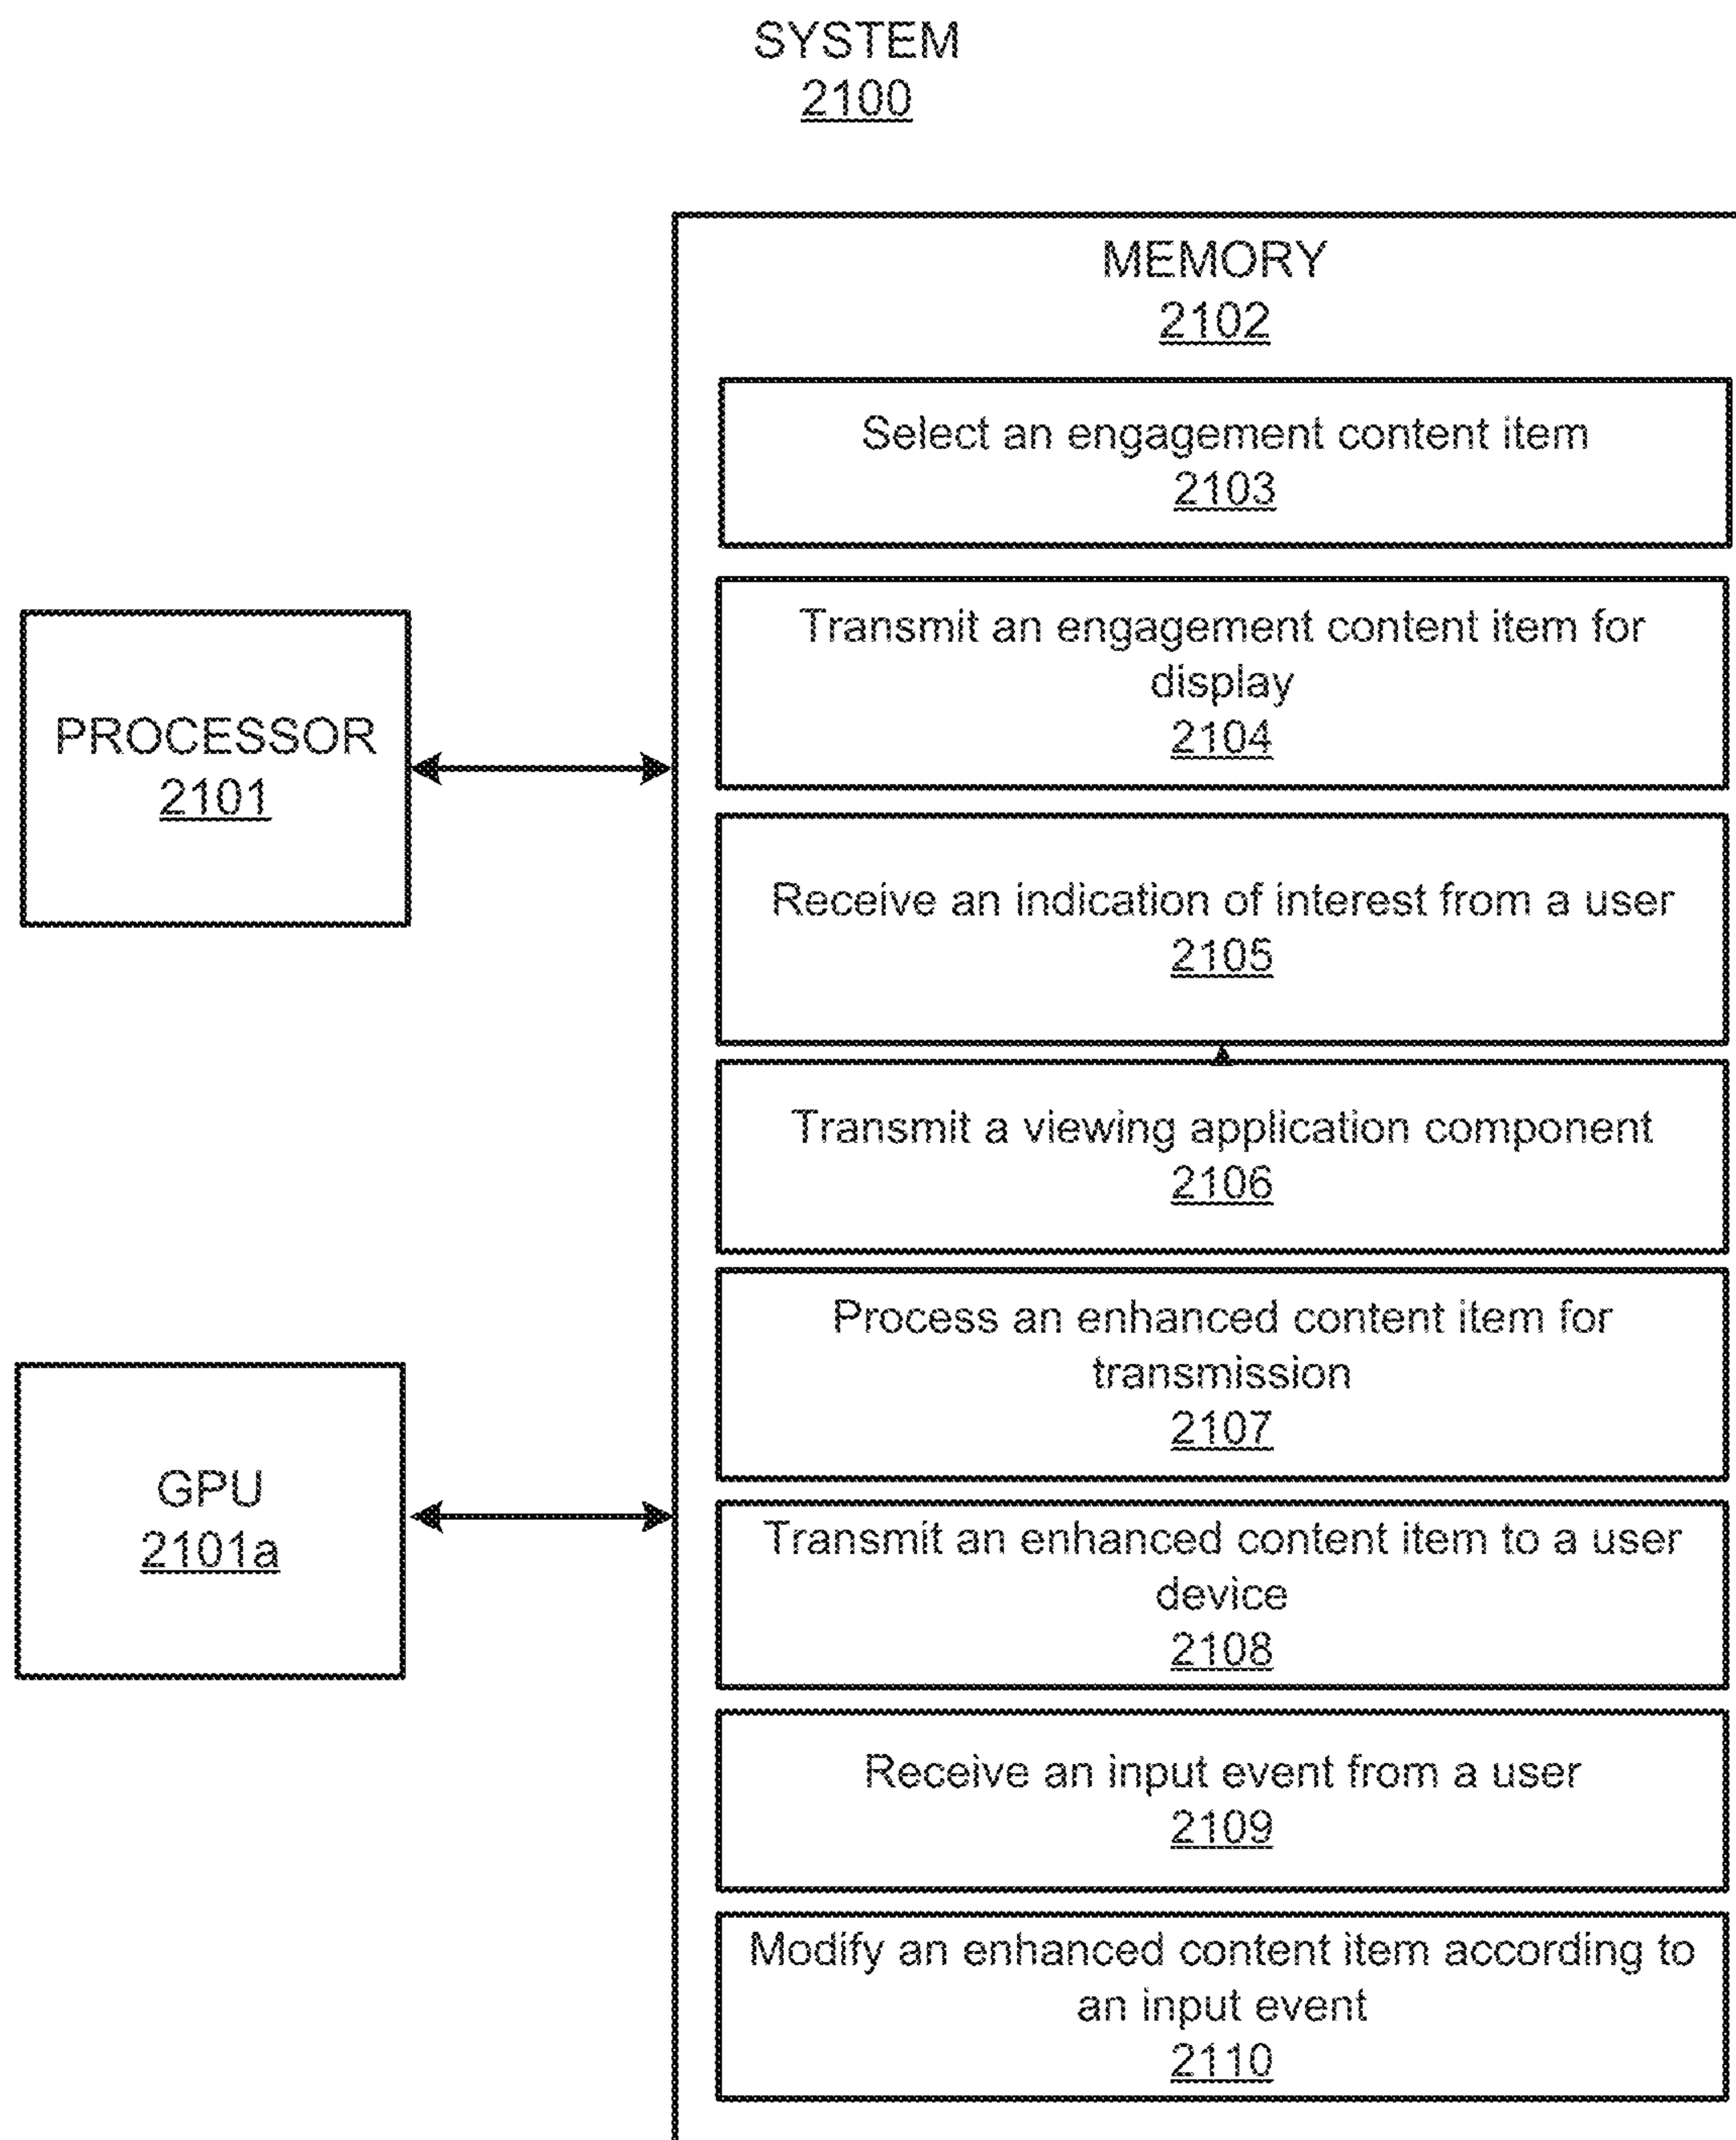 SYSTEM
2100
MEMORY
2102
Select an engagement content item
2103
Transmit an engagement content item for
display
2104
PROCESSOR
2101
Receive an indication of interest from a user
2105
Transmit a viewing application component
2106
Process an enhanced content item for
transmission
2107
GPU
2101a
Transmit an enhanced content item to a user
device
2108
Receive an input event from a user
2109
Modify an enhanced content item according to
an input event
2110